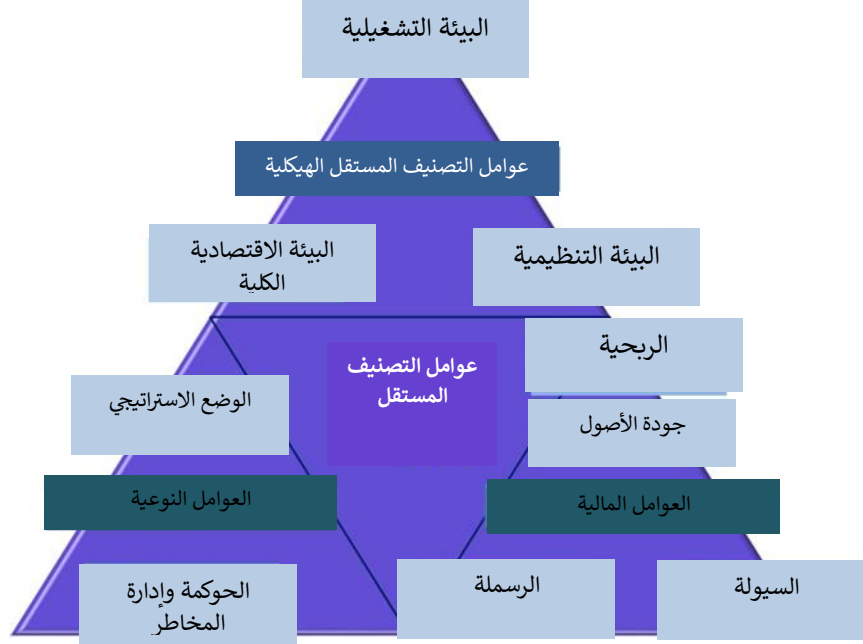 البيئة التشغيلية
عوامل التصنيف المستقل الهيكلية
البيئة التنظيمية
البيئة الاقتصادية
الكلية
الربحية
عوامل التصنيف
المستقل
الوضع الاستراتيجي
جودة الأصول
العوامل المالية
العوامل النوعية
السيولة
الرسملة
الحوكمة وإدارة
المخاطر